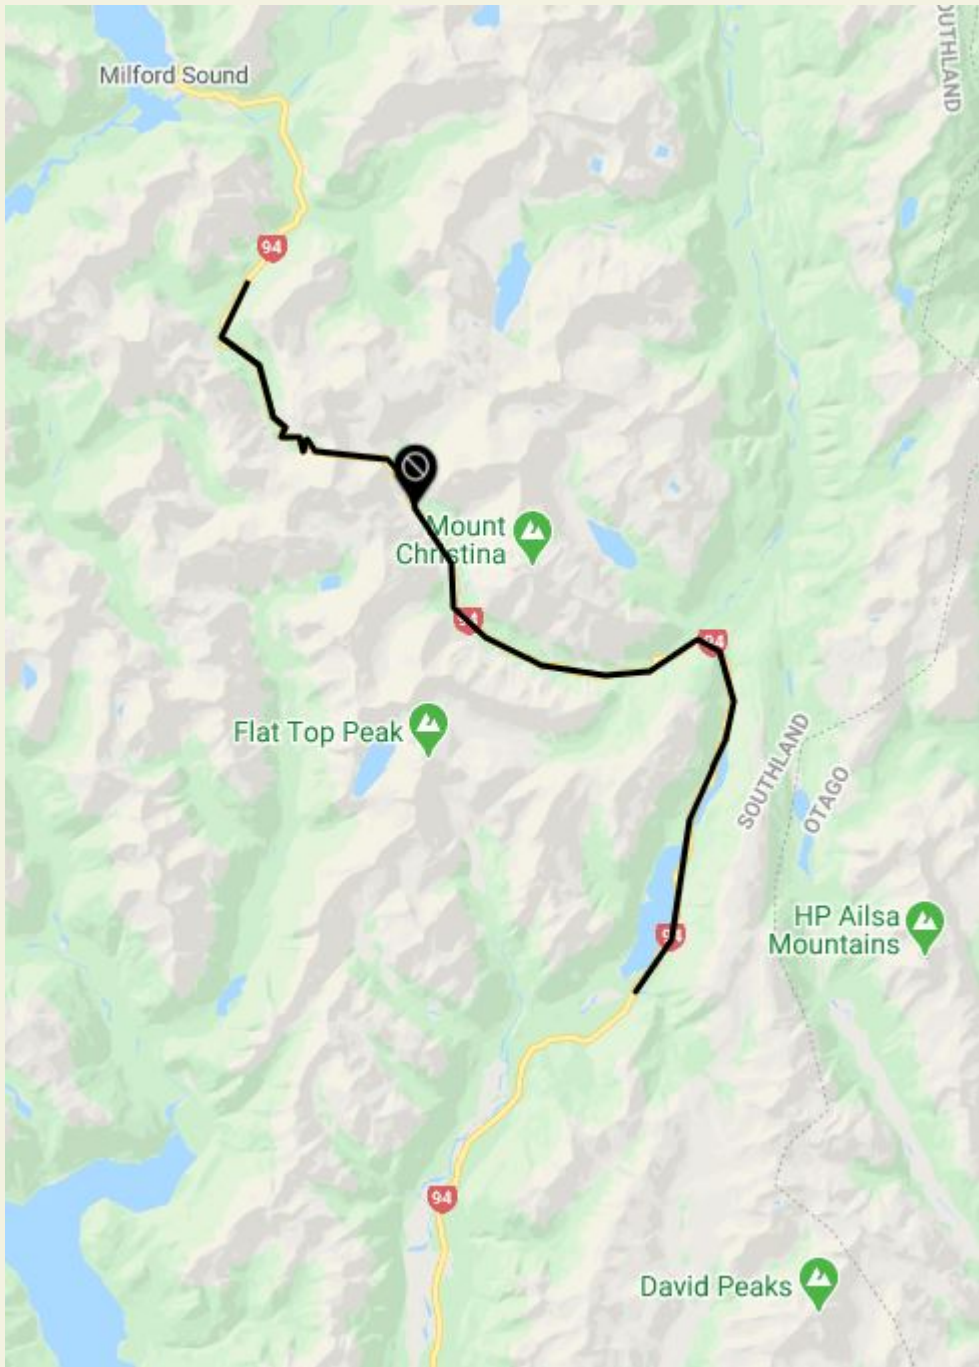 OUTHLAND
Milford Sound
94
Mount
Christina
94
94
Flat Top Peak
SOUTHLAND
OTAGO
HP Ailsa
Mountains
94
94
David Peaks